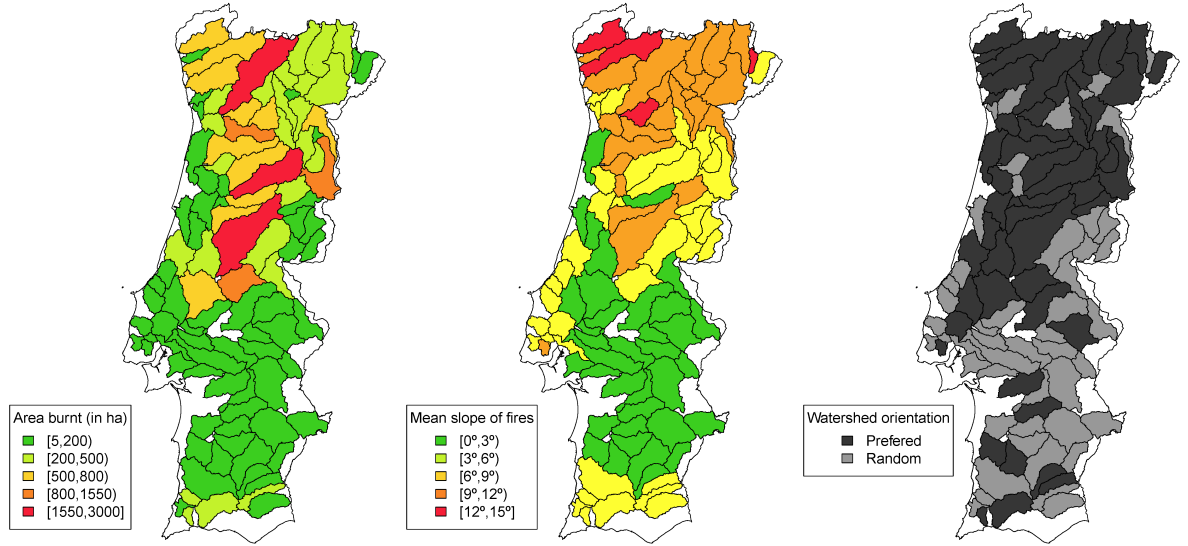 Area burnt (in ha)
[5,200)
[200,500)
[500,800)
[800,1550)
[1550,3000]
Mean slope of fires
[0º,3º)
[3º,6º)
[6º,9º)
[9º,12º)
[12º,15º]
Watershed orientation
Prefered
Random